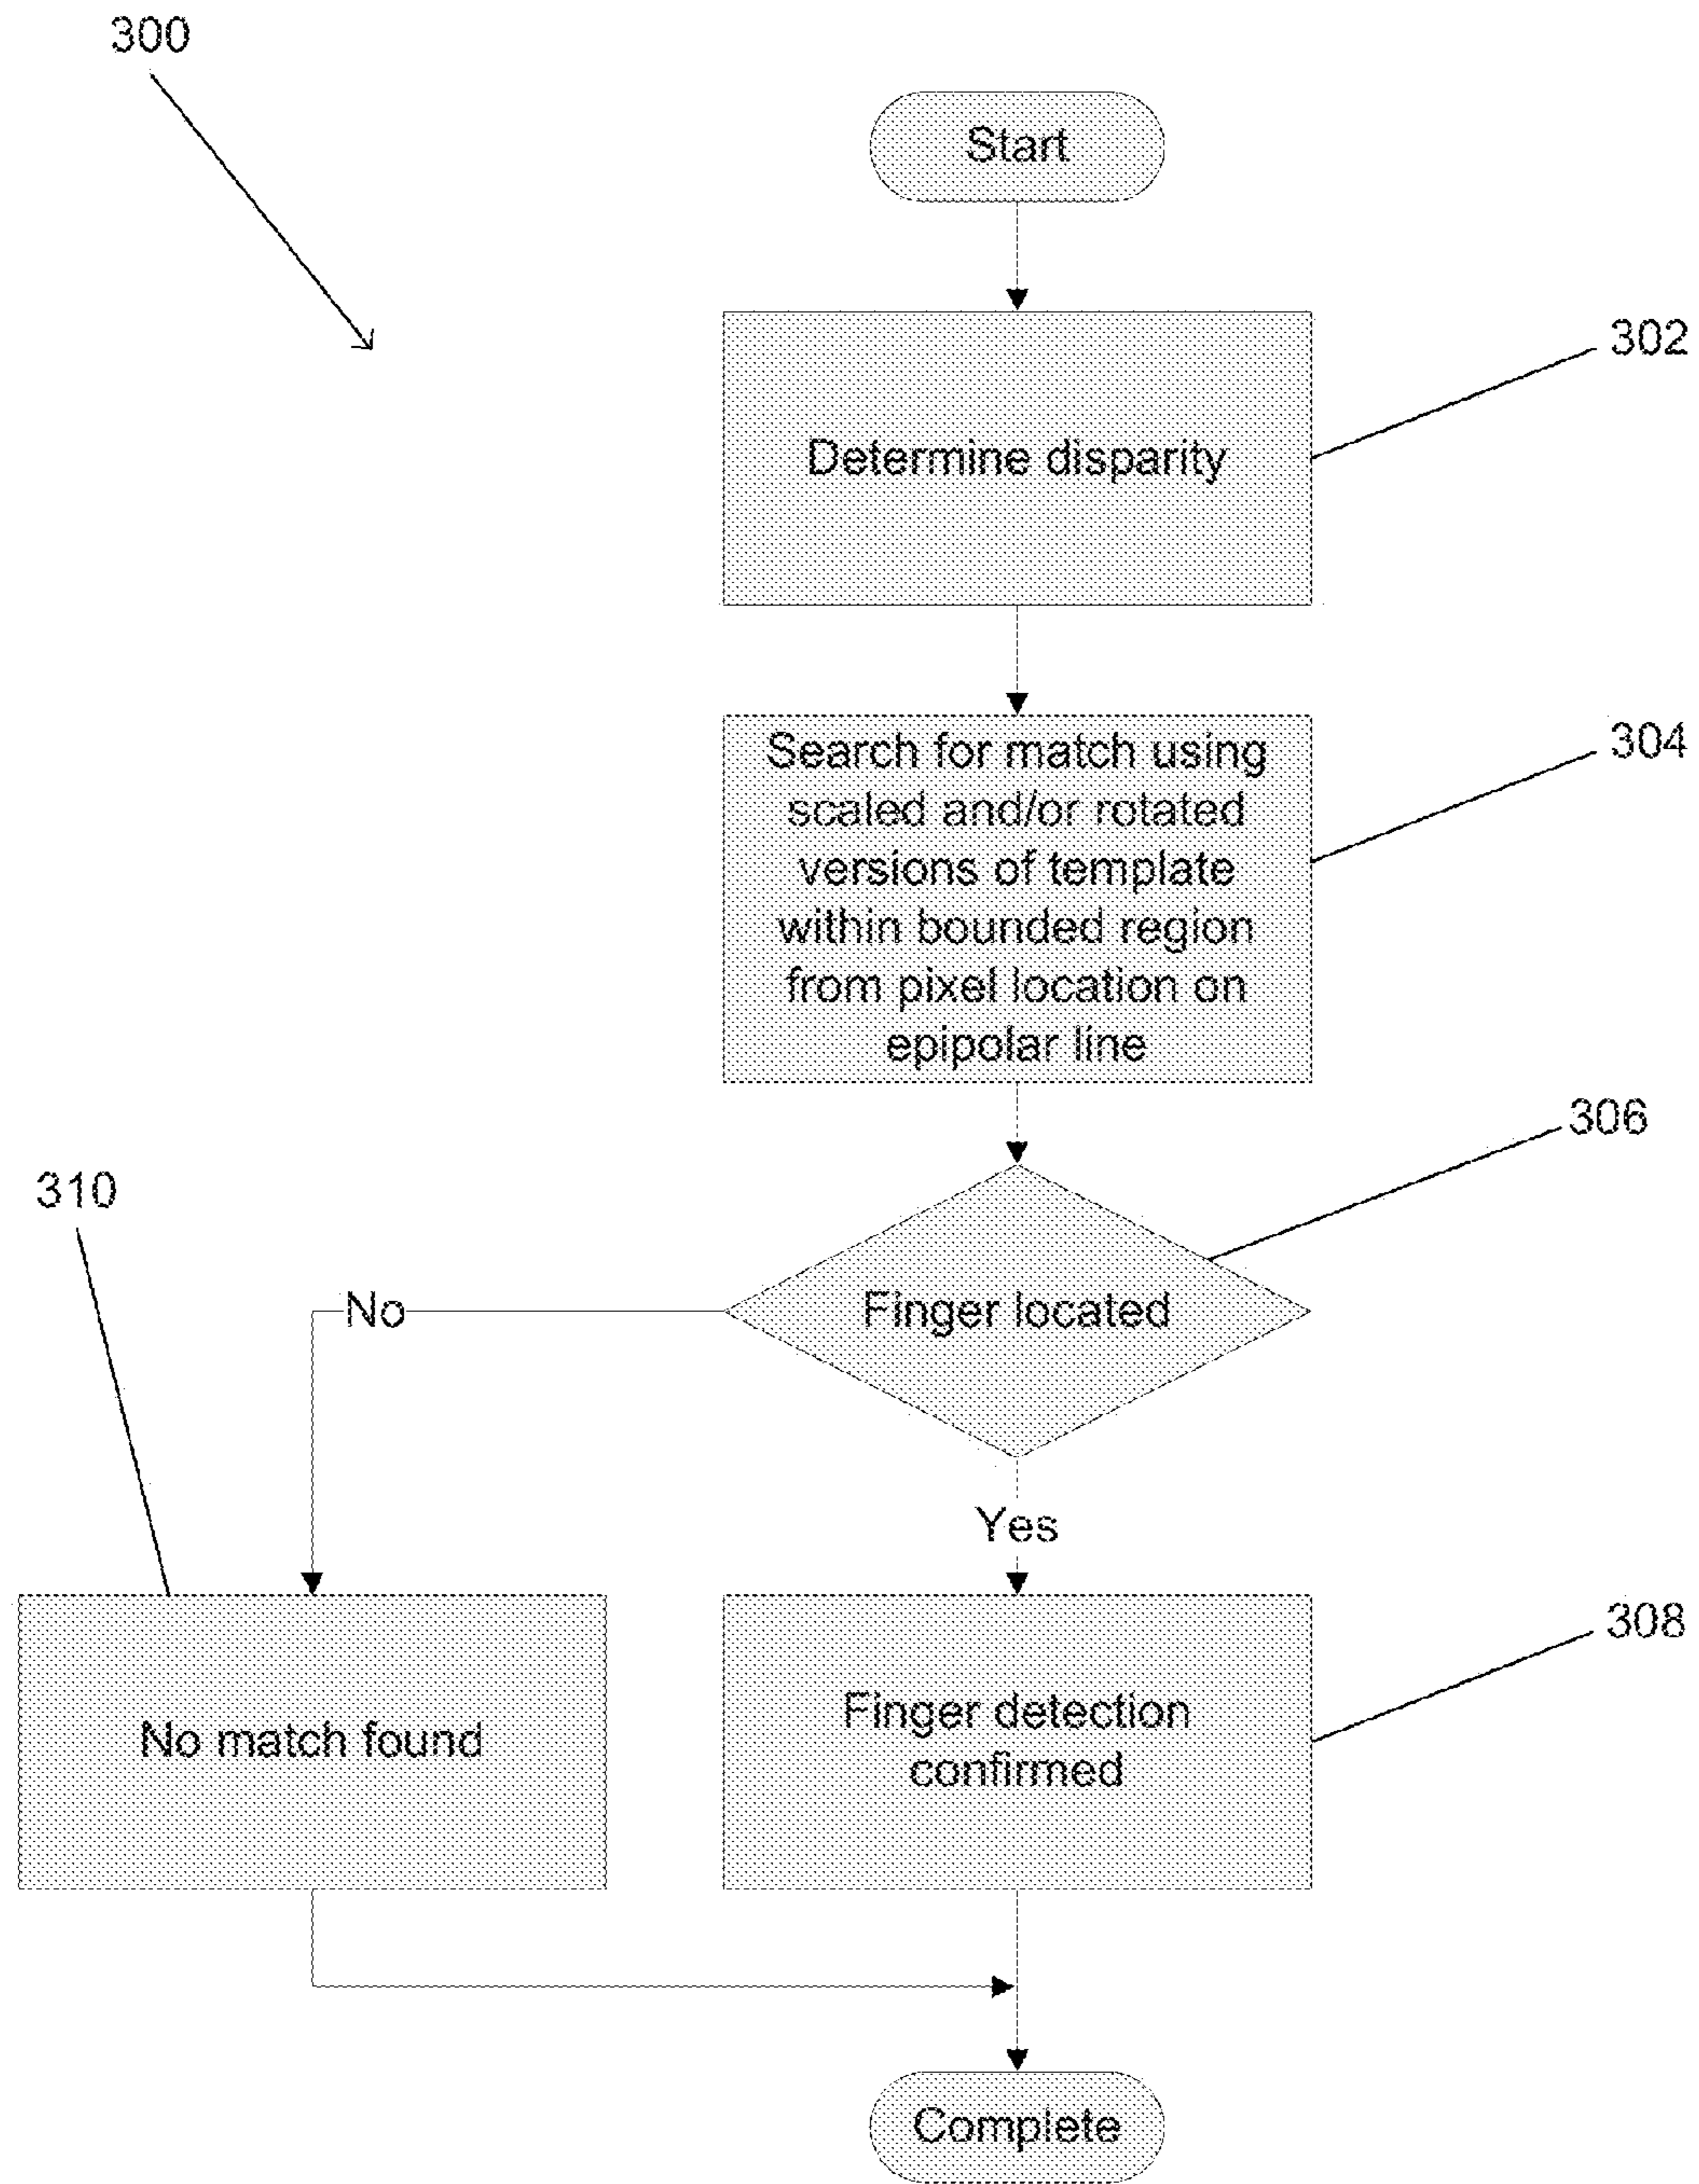 300
Start
302
Determine disparity
304
Search for match using
scaled and/or rotated
versions of template
within bounded region
from pixel location on
epipolar line
306
310
No
Finger located
Yes
308
No match found
Finger detection
confirmed
Complete